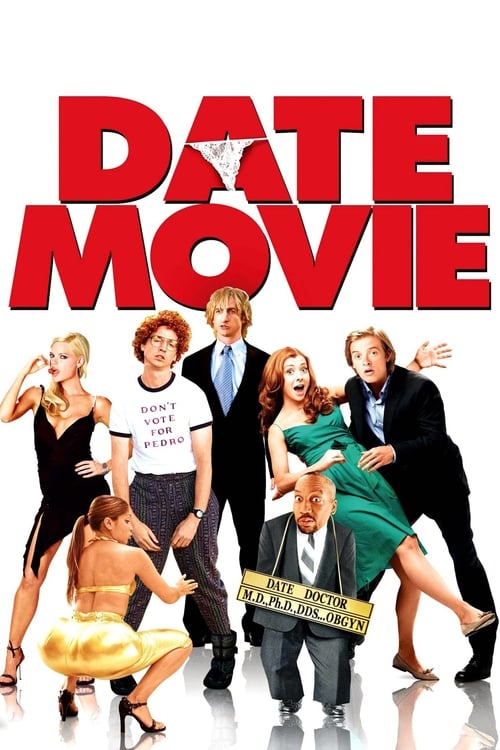 DATE
MOVIE
DON'T
VOTE
FOR
PEDRO
DATE DOCTOR
M.D.,Ph.D.,DDS...OBGYN